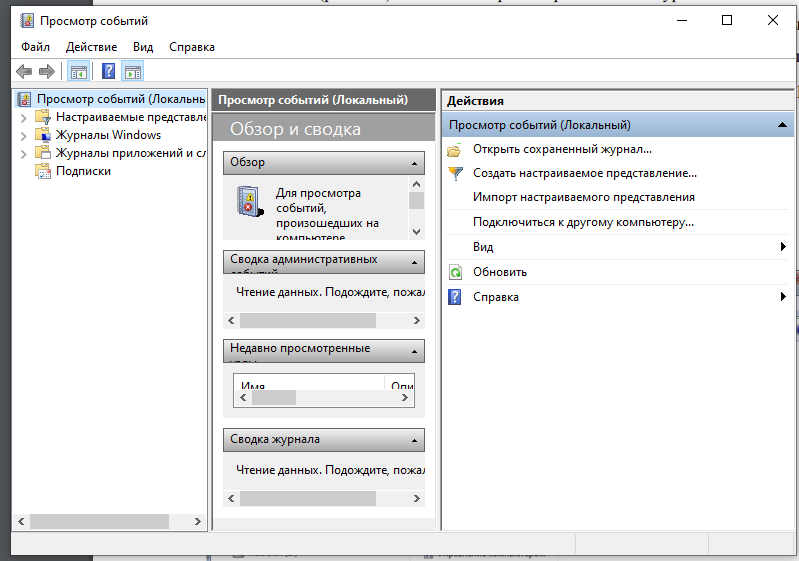 Просмотр событий
Файл Действие Вид Справка
Просмотр событий (Локальнь
Настраиваемые представле
Журналы Windows
Журналы приложений и сл
Подписки
Просмотр событий (Локальный)
Обзор и сводка
Обзор
Для просмотра
событий,
произошедших на
компьютере
Сводка административных
событий
Чтение данных. Подождите, пожал
Недавно просмотренные
узлы
Имя Опи
Сводка журнала
Чтение данных. Подождите, пожал
Действия
Просмотр событий (Локальный)
Открыть сохраненный журнал...
Создать настраиваемое представление...
Импорт настраиваемого представления
Подключиться к другому компьютеру...
Вид
Обновить
Справка